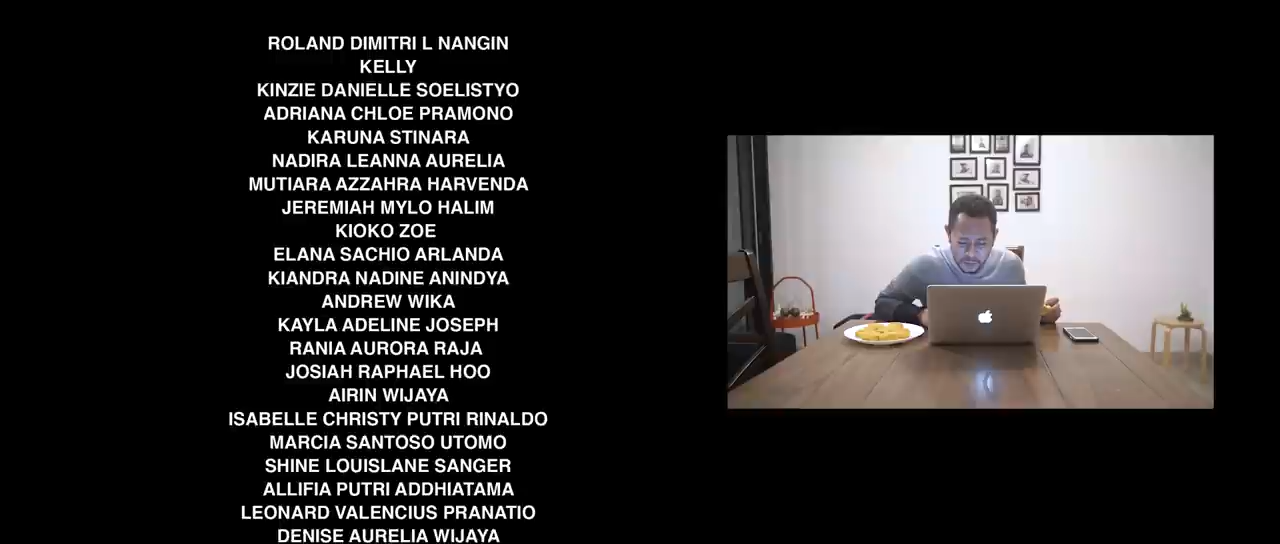 ROLAND DIMITRI L NANGIN
KELLY
KINZIE DANIELLE SOELISTYO
ADRIANA CHLOE PRAMONO
KARUNA STINARA
NADIRA LEANNA AURELIA
MUTIARA AZZAHRA HARVENDA
JEREMIAH MYLO HALIM
KIOKO ZOE
ELANA SACHIO ARLANDA
KIANDRA NADINE ANINDYA
ANDREW WIKA
KAYLA ADELINE JOSEPH
RANIA AURORA RAJA
JOSIAH RAPHAEL HOO
AIRIN WIJAYA
ISABELLE CHRISTY PUTRI RINALDO
MARCIA SANTOSO UTOMO
SHINE LOUISLANE SANGER
ALLIFIA PUTRI ADDHIATAMA
LEONARD VALENCIUS PRANATIO
DENISE AURELIA WIJAYA